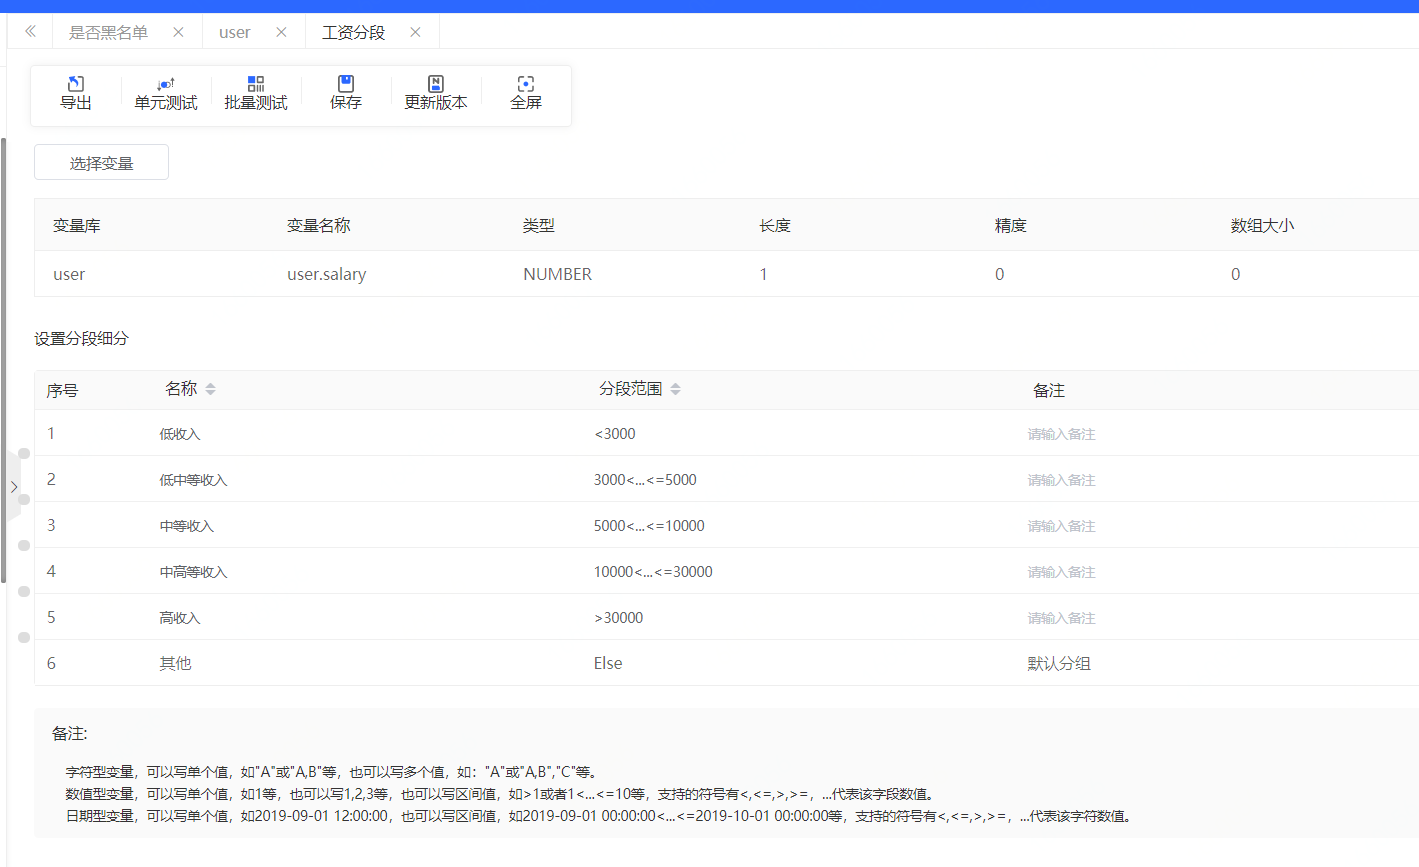 是否黑名单 user 工资分段
导出 单元测试 批量测试 保存 更新版本 全屏
选择变量
变量库 变量名称 类型 长度 精度 数组大小
user user.salary NUMBER 1 0 0
设置分段细分
序号 名称 分段范围 备注
1 低收入 <3000 请输入备注
2 低中等收入 3000<...<=5000 请输入备注
3 中等收入 5000<...<=10000 请输入备注
4 中高等收入 10000<...<=30000 请输入备注
5 高收入 >30000 请输入备注
6 其他 Else 默认分组
备注:
字符型变量，可以写单个值，如"A"或"A,B"等，也可以写多个值，如："A"或"A,B","C"等。
数值型变量，可以写单个值，如1等，也可以写1,2,3等，也可以写区间值，如>1或者1<...<=10等，支持的符号有<,<=,>,>=，...代表该字段数值。
日期型变量，可以写单个值，如2019-09-01 12:00:00，也可以写区间值，如2019-09-01 00:00:00<...<=2019-10-01 00:00:00等，支持的符号有<,<=,>,>=，...代表该字符数值。